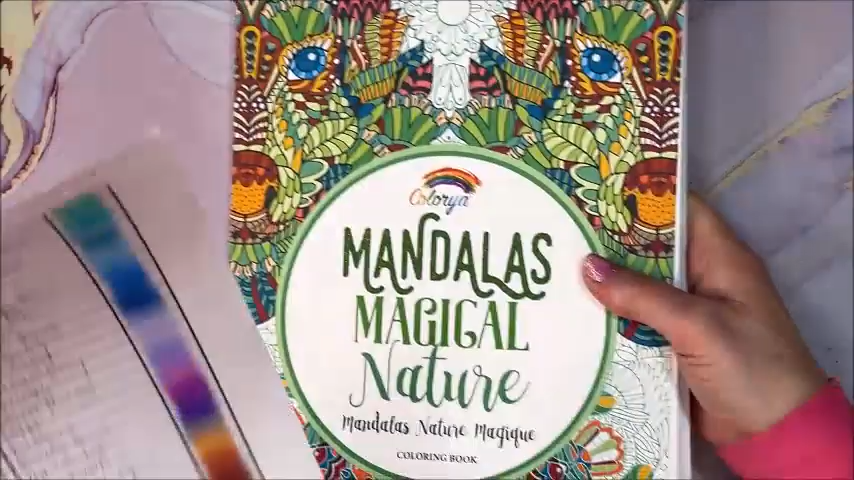 Colorya
MANDALAS
MAGICAL
Nature
Mandalas Nature Magique
COLORING BOOK